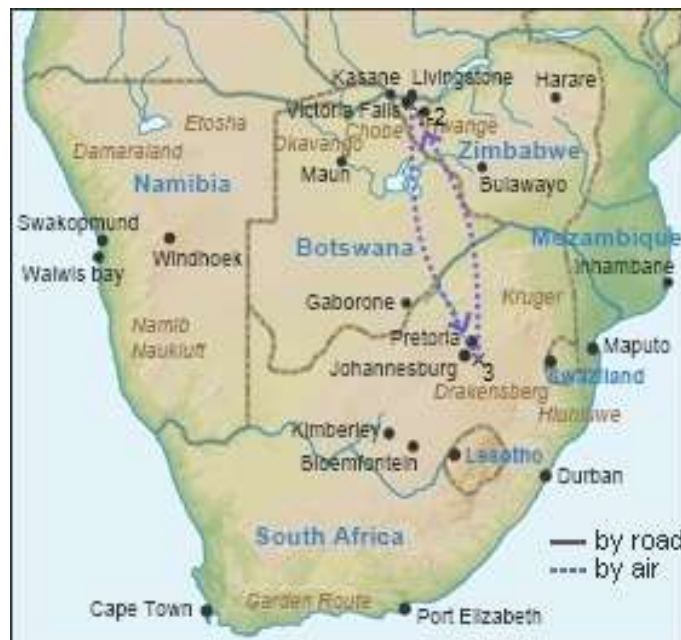 Kasane Livingstone
Harare
Victoria Falls
2
Etosha
Okavango
Chobe
Hwange
Damaraland
Zimbabwe
Maun
Namibia
Bulawayo
Swakopmund
Walwis bay
Windhoek
Botswana
Mozambique
Inhambane
Gaborone
Kruger
Namib
Naukluft
Pretoria
Johannesburg
3
Maputo
Swaziland
Drakensberg
Hluhluwe
Kimberley
Bloemfontein
Lesotho
Durban
South Africa
by road
by air
Garden Route
Cape Town
Port Elizabeth